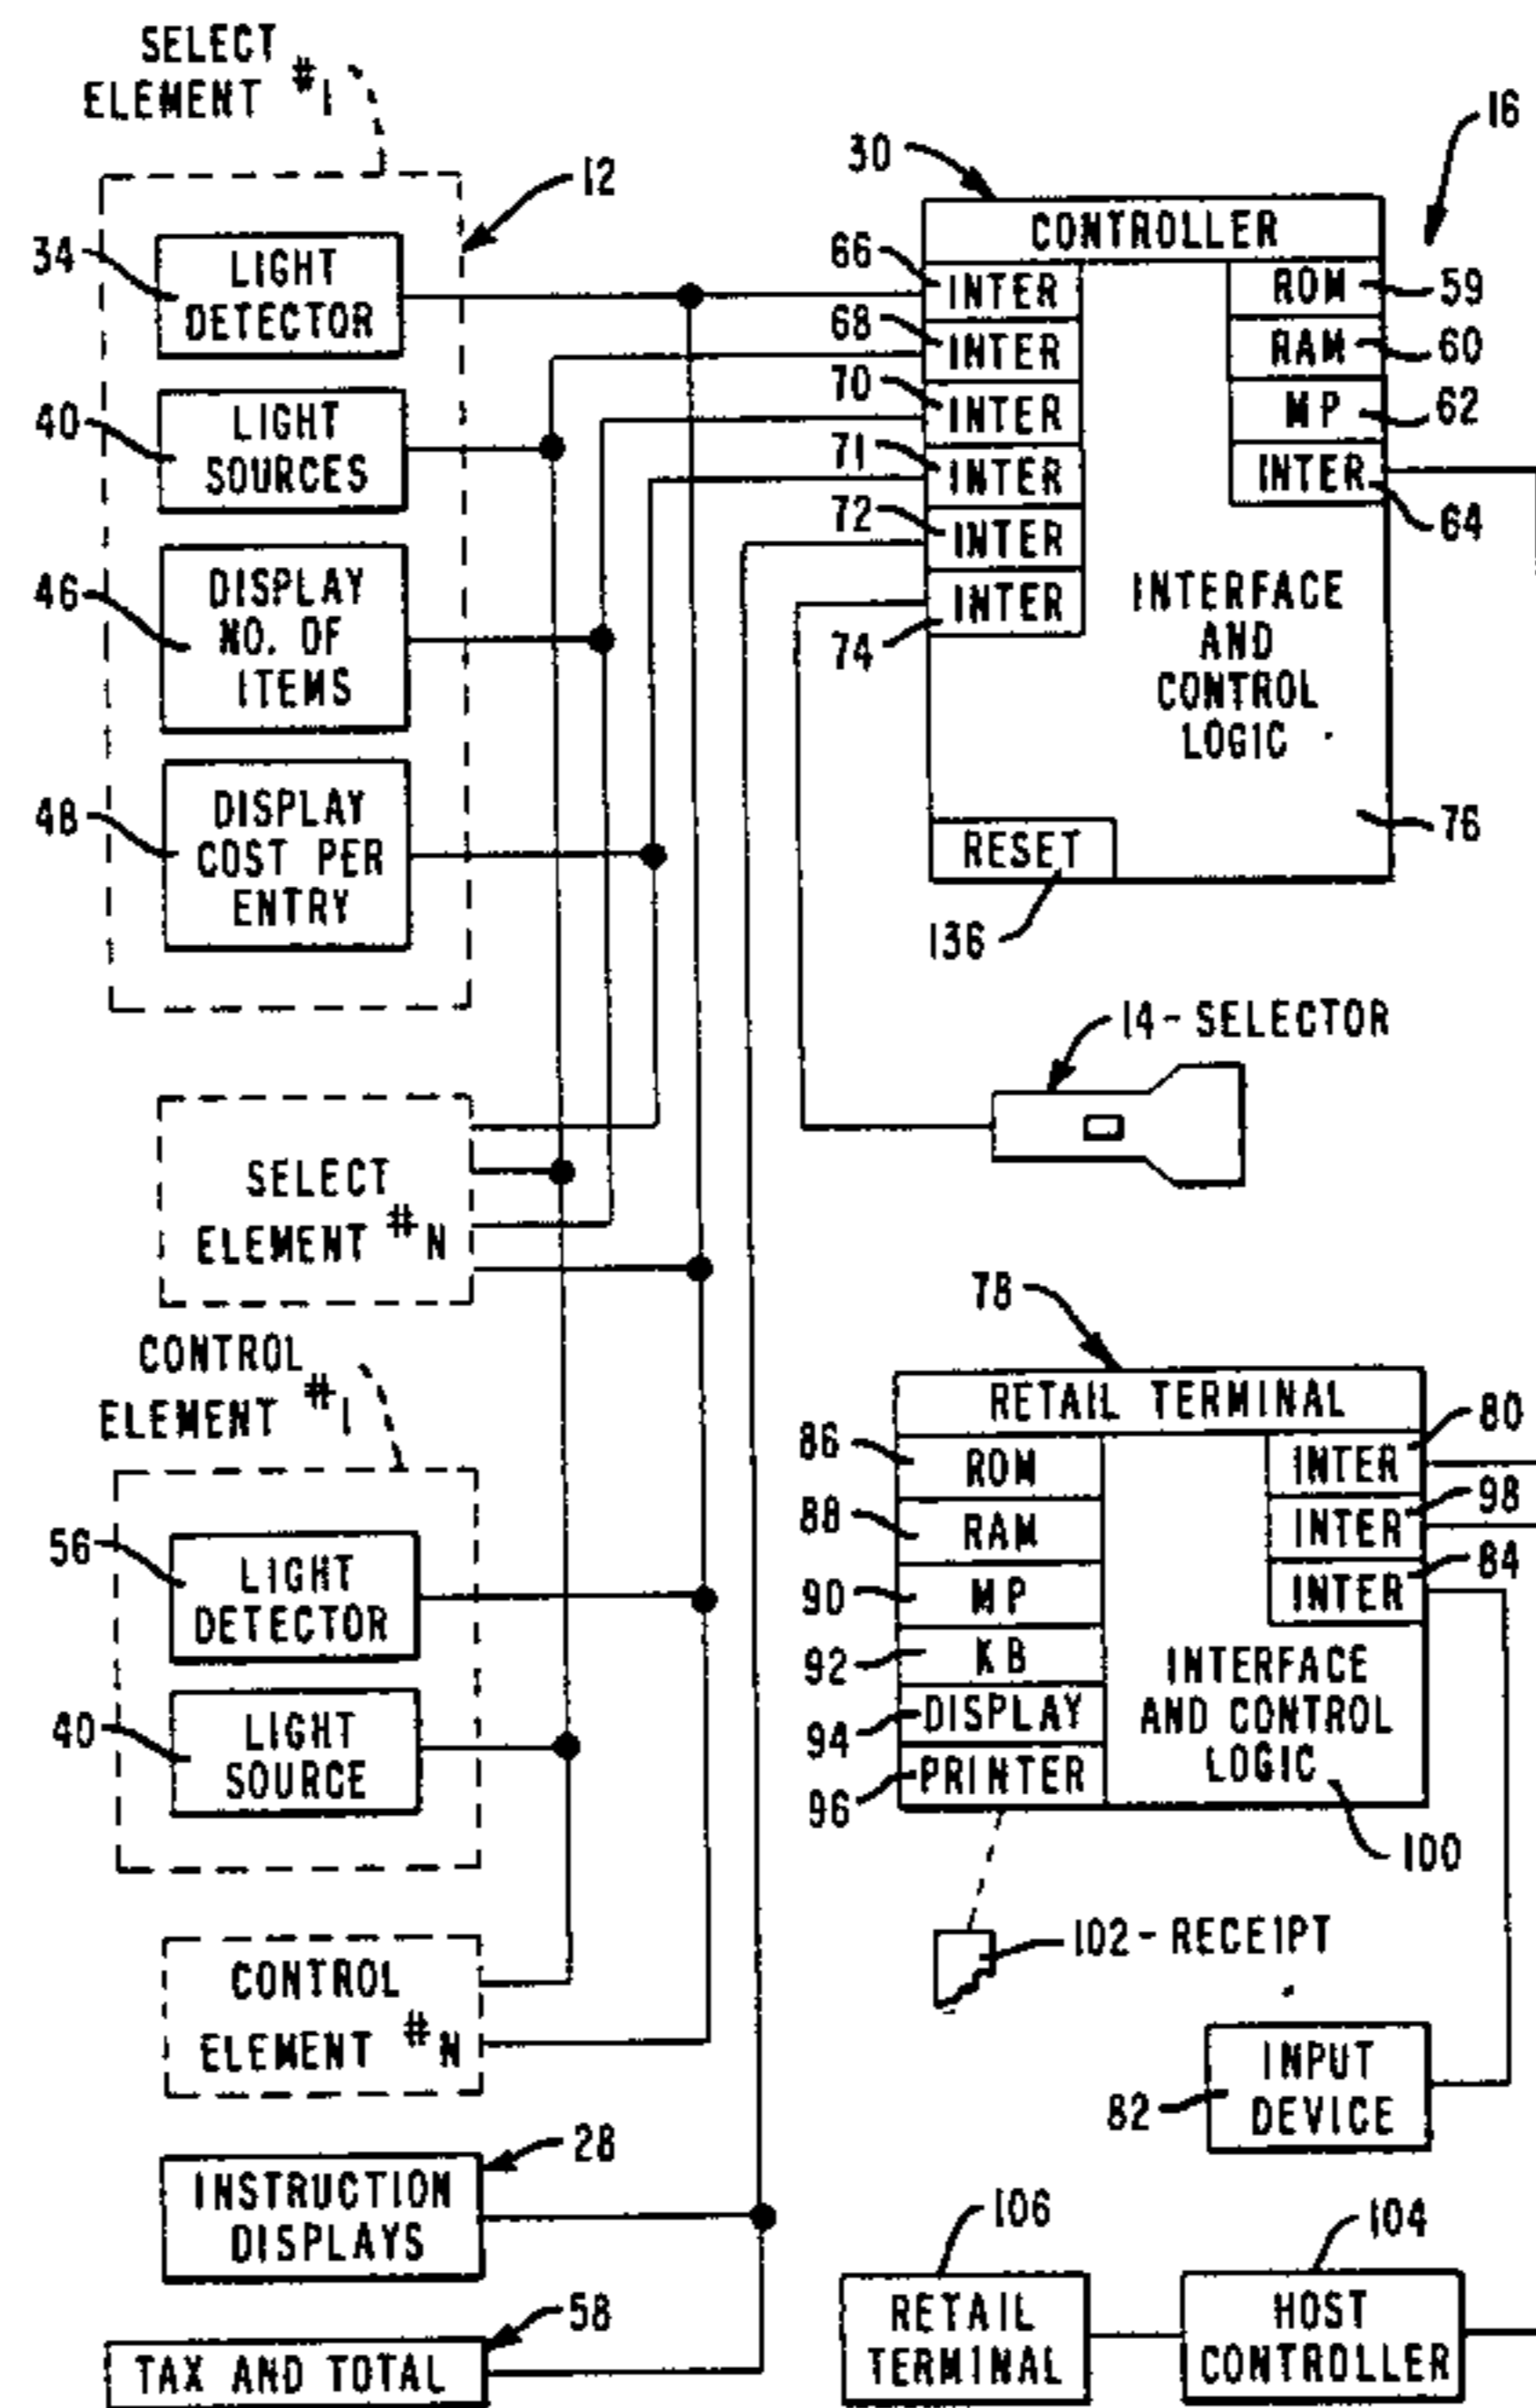 SELECT
ELEMENT #1
12
34
LIGHT
DETECTOR
40
LIGHT
SOURCES
46
DISPLAY
NO. OF
ITEMS
48
DISPLAY
COST PER
ENTRY
SELECT
ELEMENT #N
CONTROL
ELEMENT #1
56
LIGHT
DETECTOR
40
LIGHT
SOURCE
CONTROL
ELEMENT #N
28
INSTRUCTION
DISPLAYS
58
TAX AND TOTAL
16
30
CONTROLLER
66
INTER
68
INTER
70
INTER
71
INTER
72
INTER
74
INTER
ROM
59
RAM
60
MP
62
INTER
64
INTERFACE
AND
CONTROL
LOGIC
76
RESET
136
14-SELECTOR
78
RETAIL TERMINAL
86
ROM
88
RAM
90
MP
92
KB
94
DISPLAY
96
PRINTER
INTER
80
INTER
98
INTER
84
INTERFACE
AND CONTROL
LOGIC
100
102-RECEIPT
82
INPUT
DEVICE
106
RETAIL
TERMINAL
104
HOST
CONTROLLER